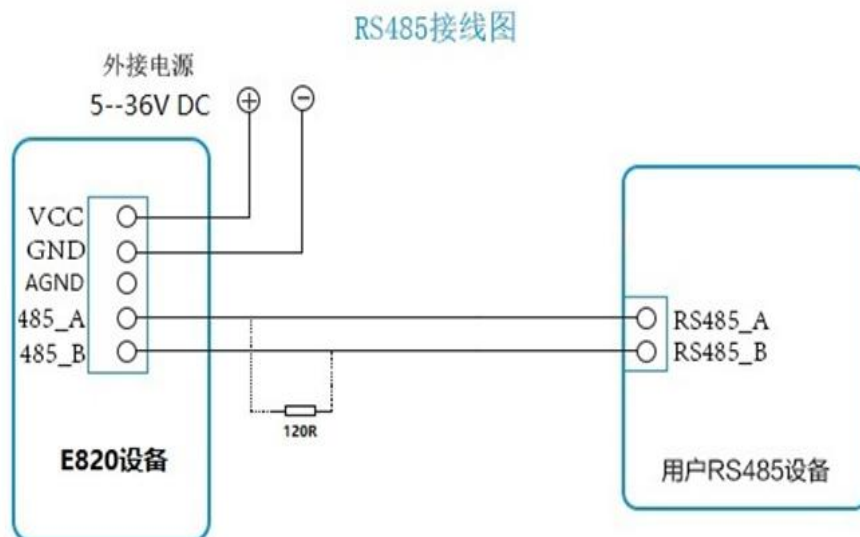 RS485接线图
外接电源
5--36V DC
VCC
GND
AGND
485_A
485_B
RS485_A
RS485_B
120R
E820设备
用户RS485设备